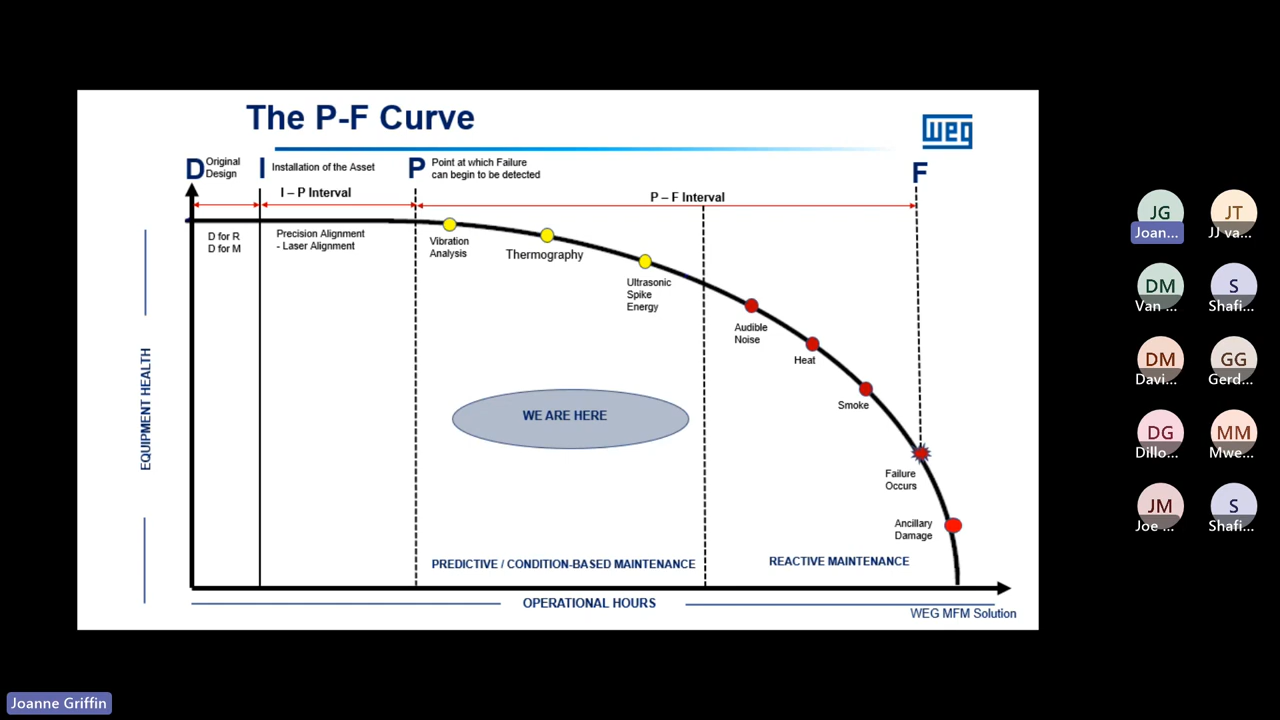 The P-F Curve
weg
D Original
Design
I Installation of the Asset
P Point at which Failure
can begin to be detected
F
I – P Interval
P – F Interval
D for R
D for M
Precision Alignment
- Laser Alignment
Vibration
Analysis
Thermography
Ultrasonic
Spike
Energy
Audible
Noise
Heat
Smoke
Failure
Occurs
Ancillary
Damage
WE ARE HERE
EQUIPMENT HEALTH
PREDICTIVE / CONDITION-BASED MAINTENANCE
REACTIVE MAINTENANCE
OPERATIONAL HOURS
WEG MFM Solution
JG
Joan...
JT
JJ va...
DM
Van ...
S
Shafi...
DM
Davi...
GG
Gerd...
DG
Dillo...
MM
Mwe...
JM
Joe ...
S
Shafi...
Joanne Griffin